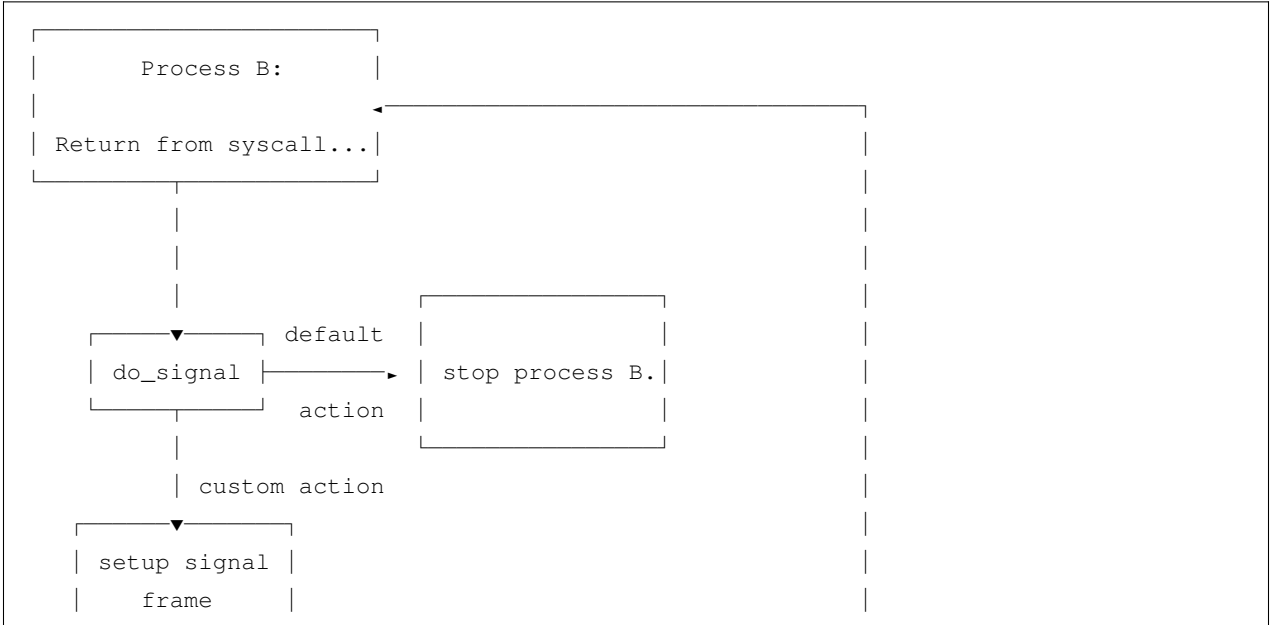 Process B:
Return from syscall...
default
do_signal
stop process B.
action
custom action
setup signal
frame